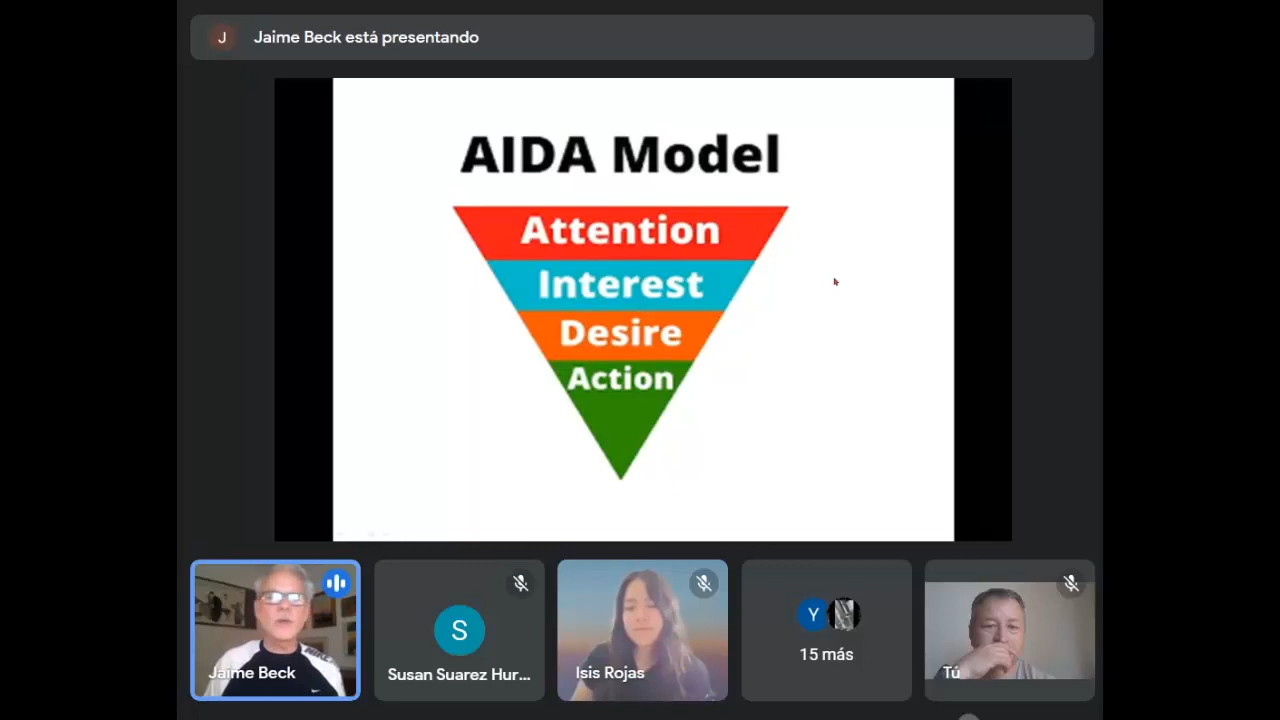 J
Jaime Beck está presentando
AIDA Model
Attention
Interest
Desire
Action
Jaime Beck
S
Susan Suarez Hur...
Isis Rojas
Y
15 más
Tú